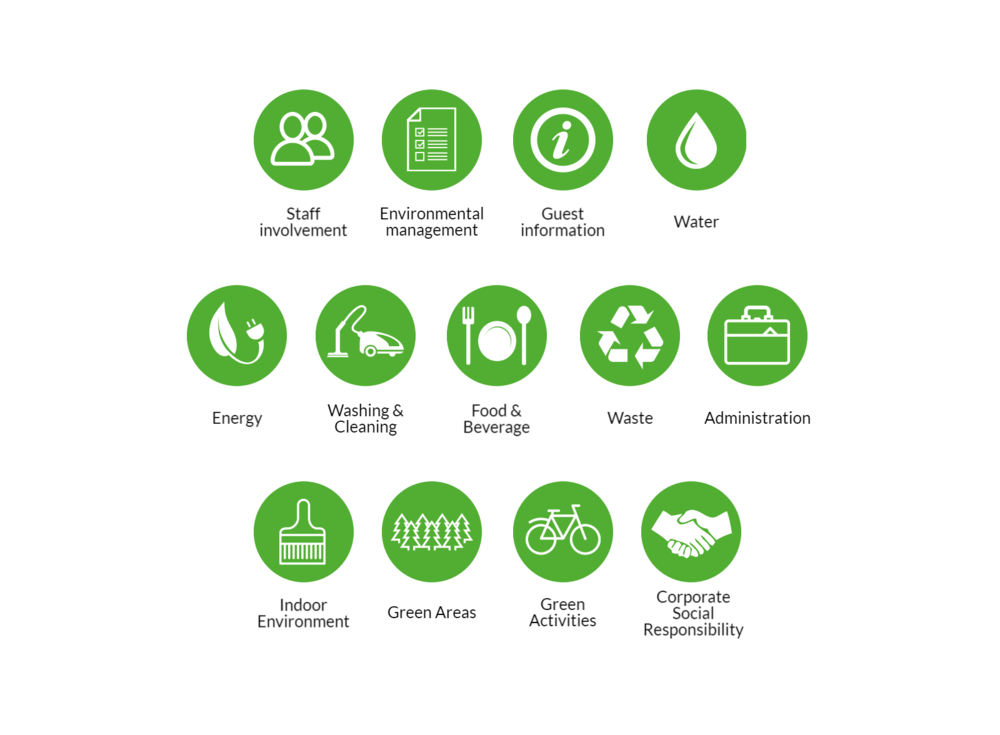 Staff
involvement
Environmental
management
Guest
information
Water
Energy
Washing &
Cleaning
Food &
Beverage
Waste
Administration
Indoor
Environment
Green Areas
Green
Activities
Corporate
Social
Responsibility